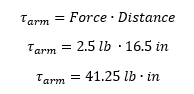 τ_arm = Force · Distance
τ_arm = 2.5 lb · 16.5 in
τ_arm = 41.25 lb · in